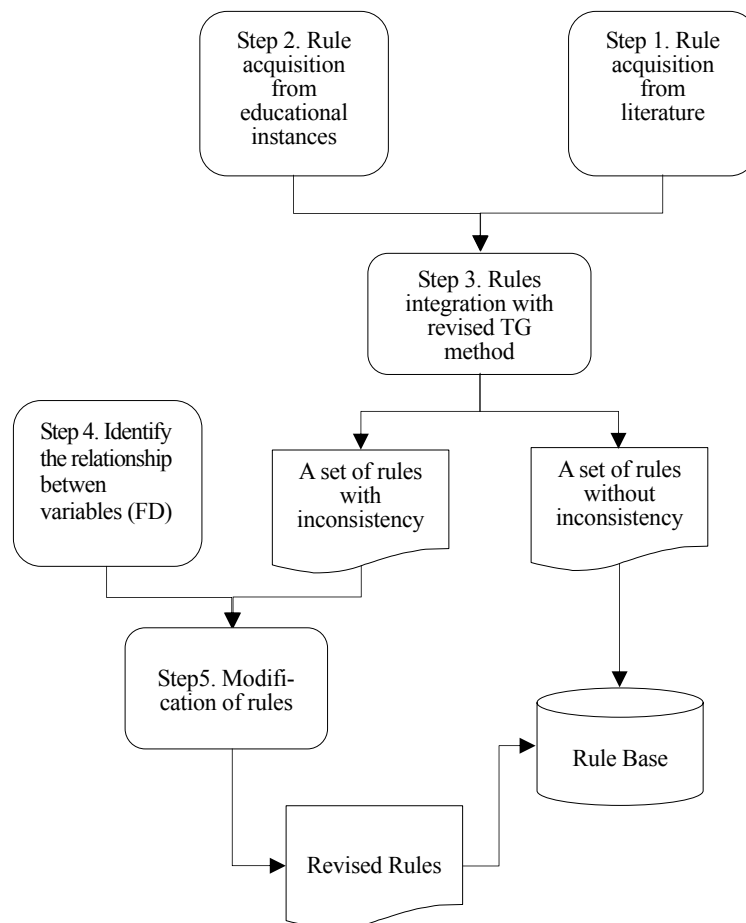 Step 2. Rule
acquisition
from
educational
instances
Step 1. Rule
acquisition
from
literature
Step 3. Rules
integration with
revised TG
method
Step 4. Identify
the relationship
betwen
variables (FD)
A set of rules
with
inconsistency
A set of rules
without
inconsistency
Step5. Modifi-
cation of rules
Rule Base
Revised Rules